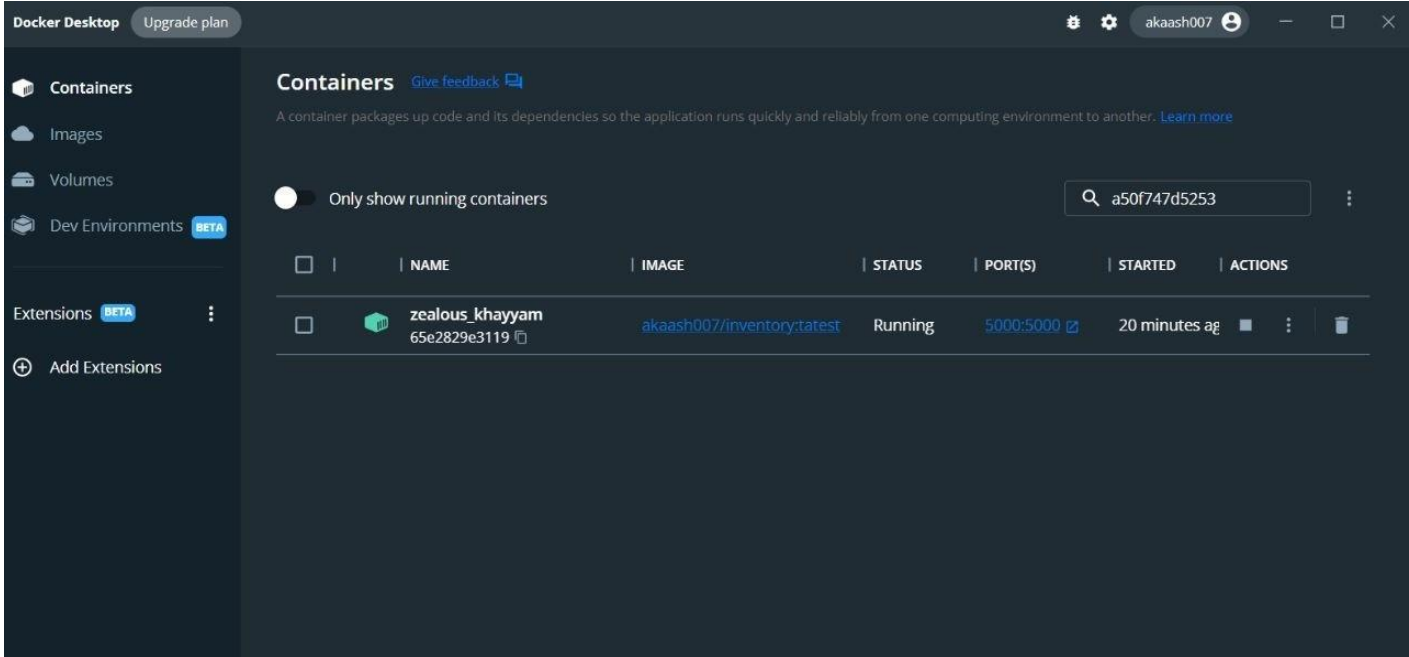 Docker Desktop Upgrade plan akaash007
Containers
Images
Volumes
Dev Environments BETA
Extensions BETA
Add Extensions
Containers Give feedback
A container packages up code and its dependencies so the application runs quickly and reliably from one computing environment to another. Learn more
Only show running containers a50f747d5253
NAME IMAGE STATUS PORT(S) STARTED ACTIONS
zealous_khayyam
65e2829e3119
akaash007/inventory:tatest Running 5000:5000 20 minutes ag